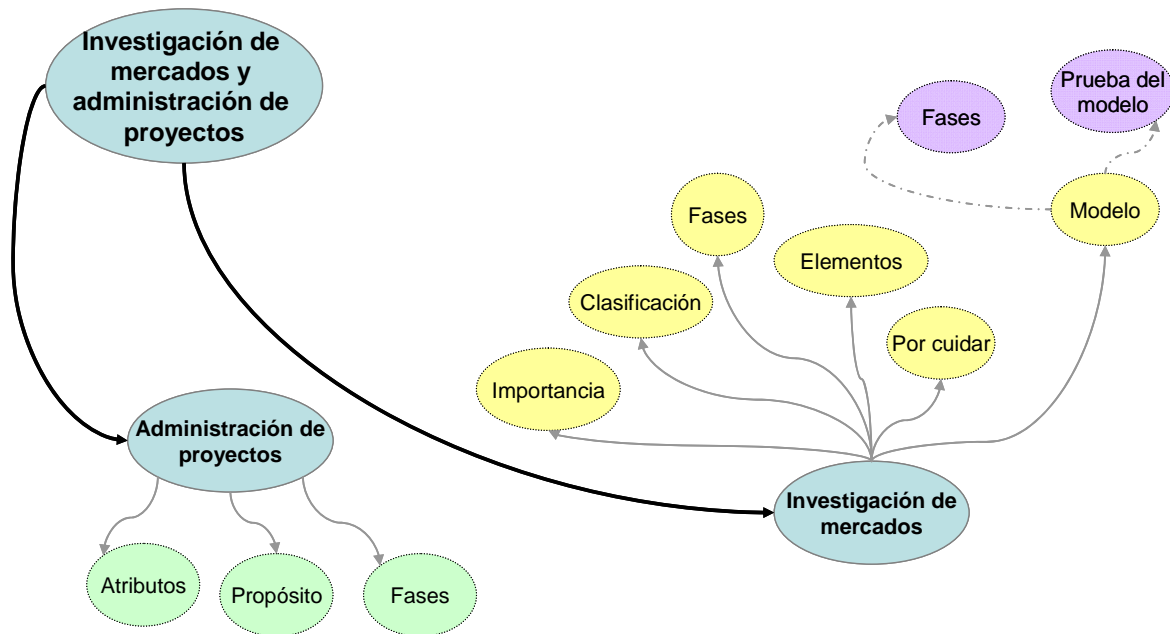 Investigación de
mercados y
administración de
proyectos
Prueba del
modelo
Fases
Modelo
Fases
Elementos
Clasificación
Por cuidar
Importancia
Administración de
proyectos
Investigación de
mercados
Atributos
Propósito
Fases